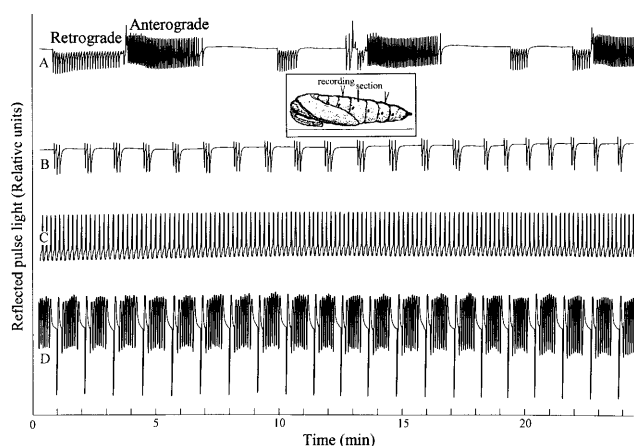 Retrograde Anterograde
A
recording section
B
C
D
Reflected pulse light (Relative units)
0 5 10 15 20
Time (min)